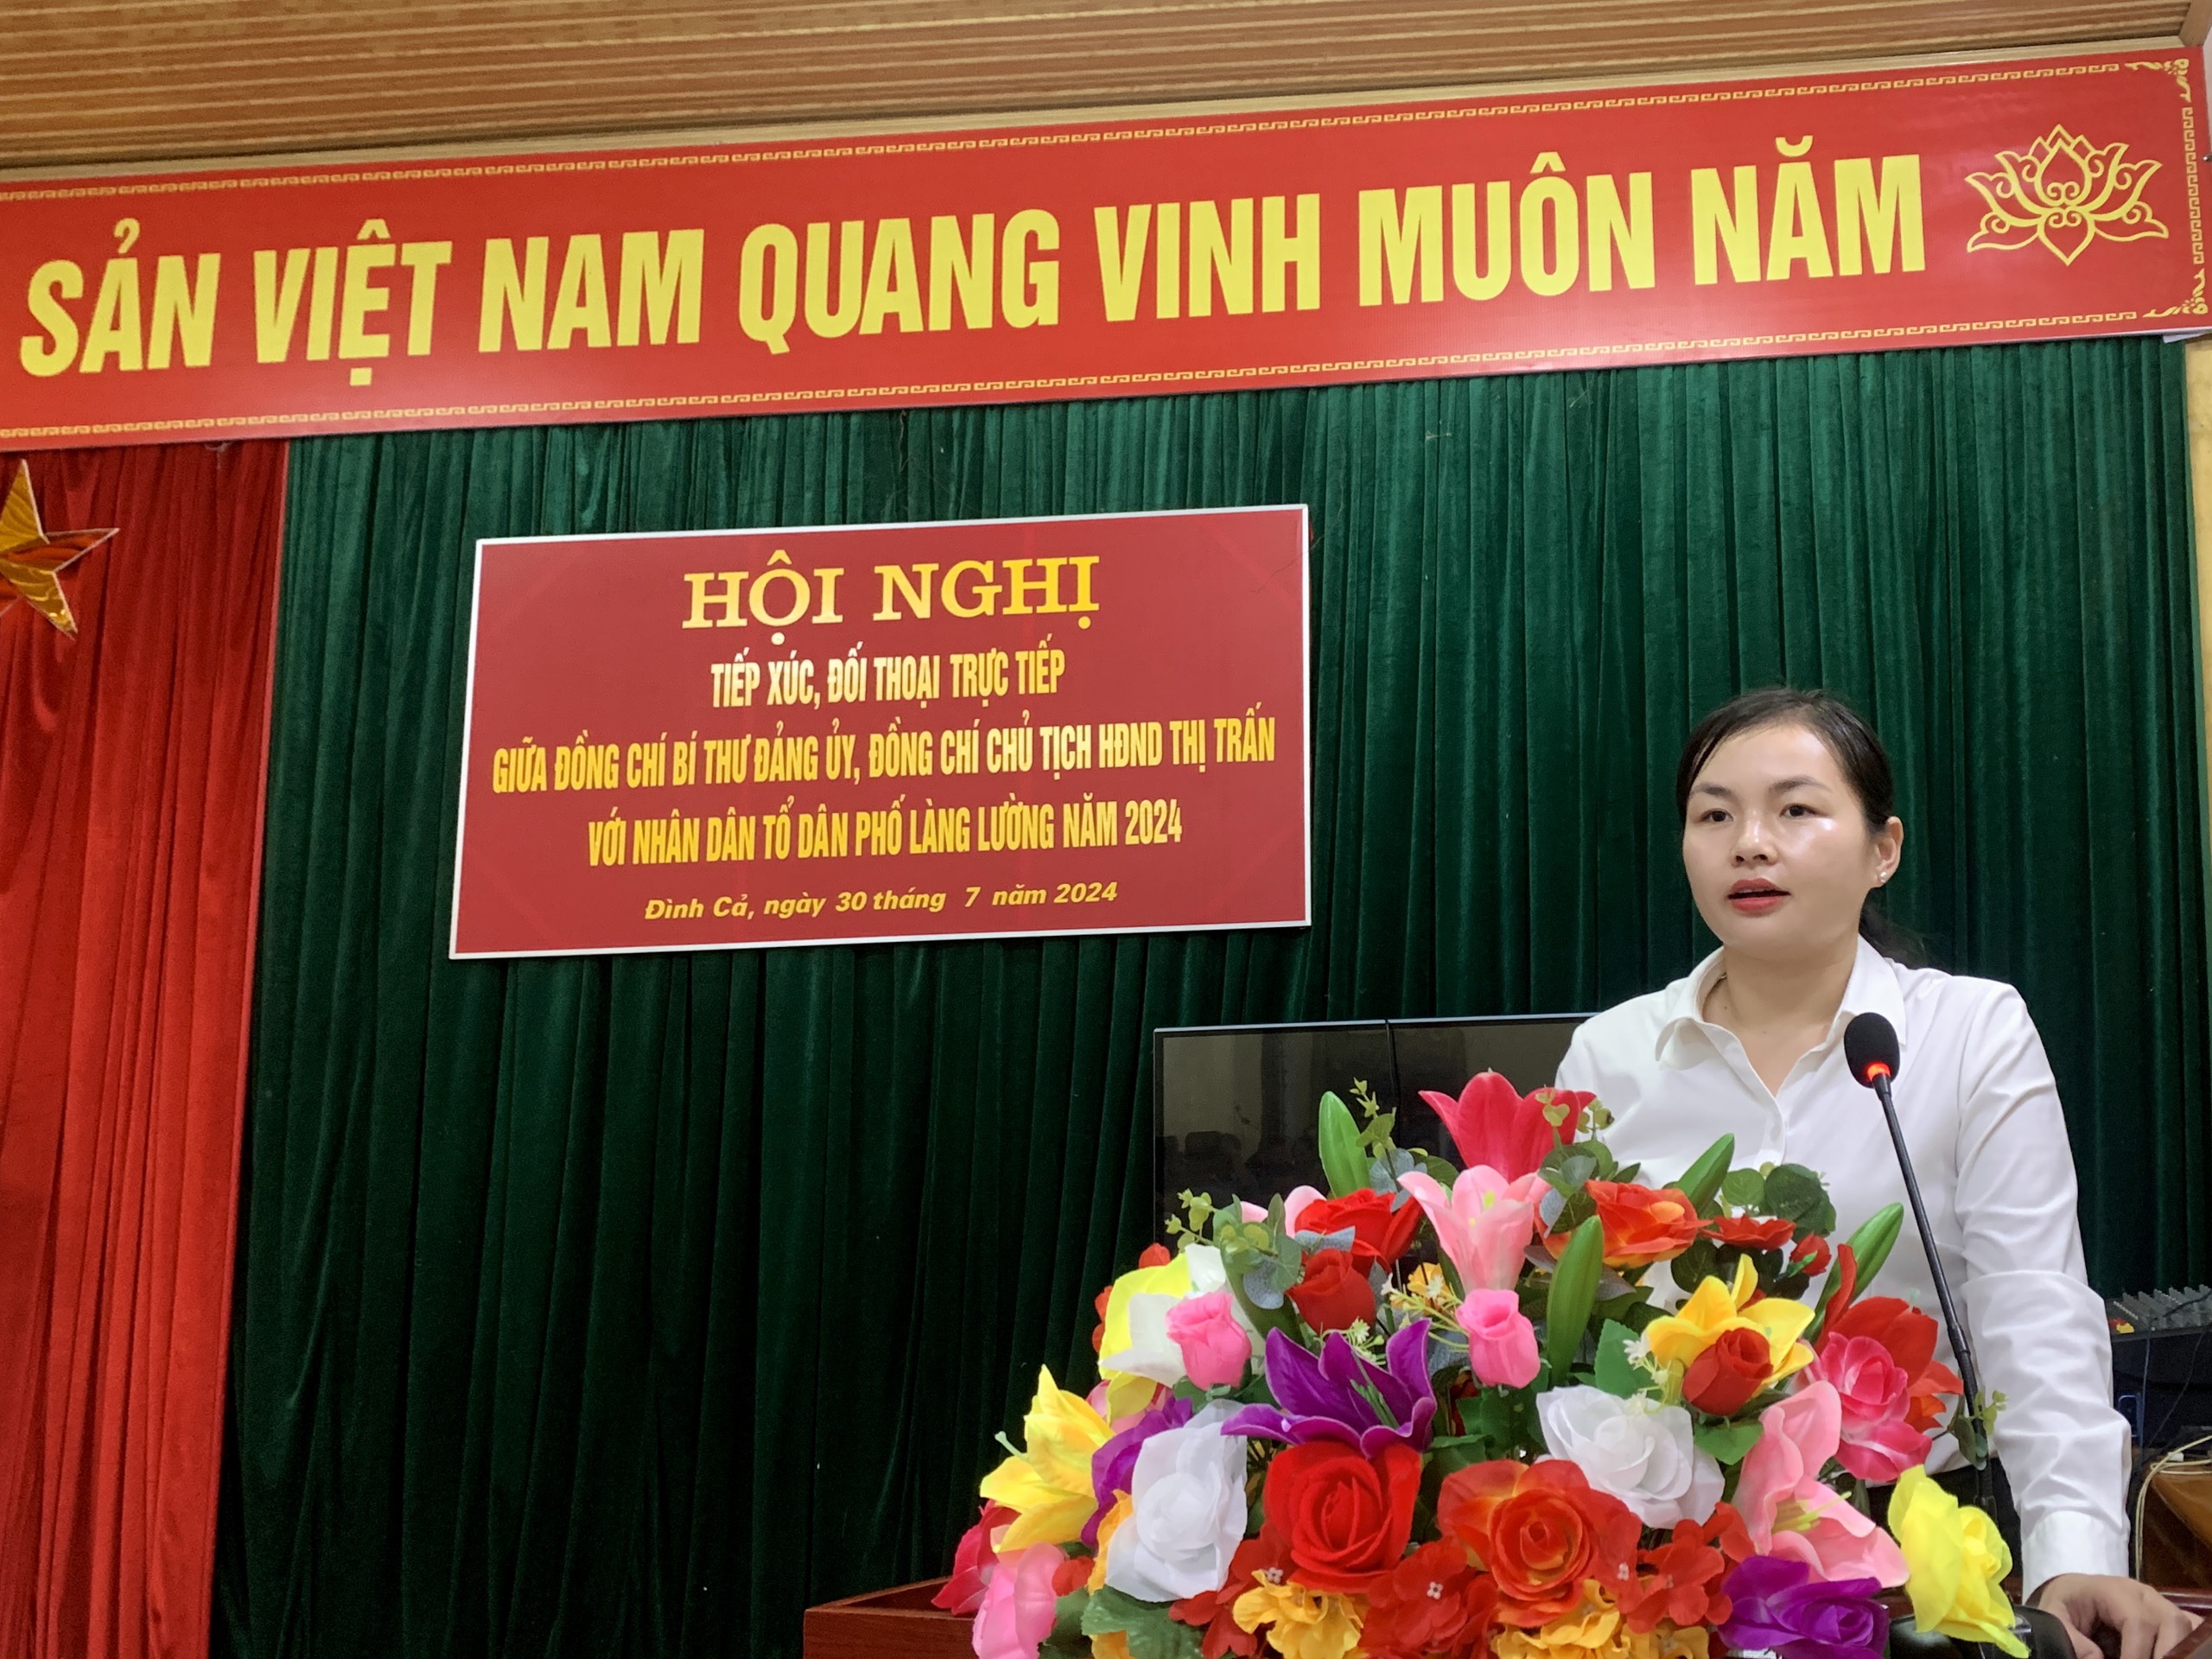 SẢN VIỆT NAM QUANG VINH MUÔN NĂM
HỘI NGHỊ
TIẾP XÚC, ĐỐI THOẠI TRỰC TIẾP
GIỮA ĐỒNG CHÍ BÍ THƯ ĐẢNG ỦY, ĐỒNG CHÍ CHỦ TỊCH HĐND THỊ TRẤN
VỚI NHÂN DÂN TỔ DÂN PHỐ LÀNG LƯỜNG NĂM 2024
Đình Cả, ngày 30 tháng 7 năm 2024